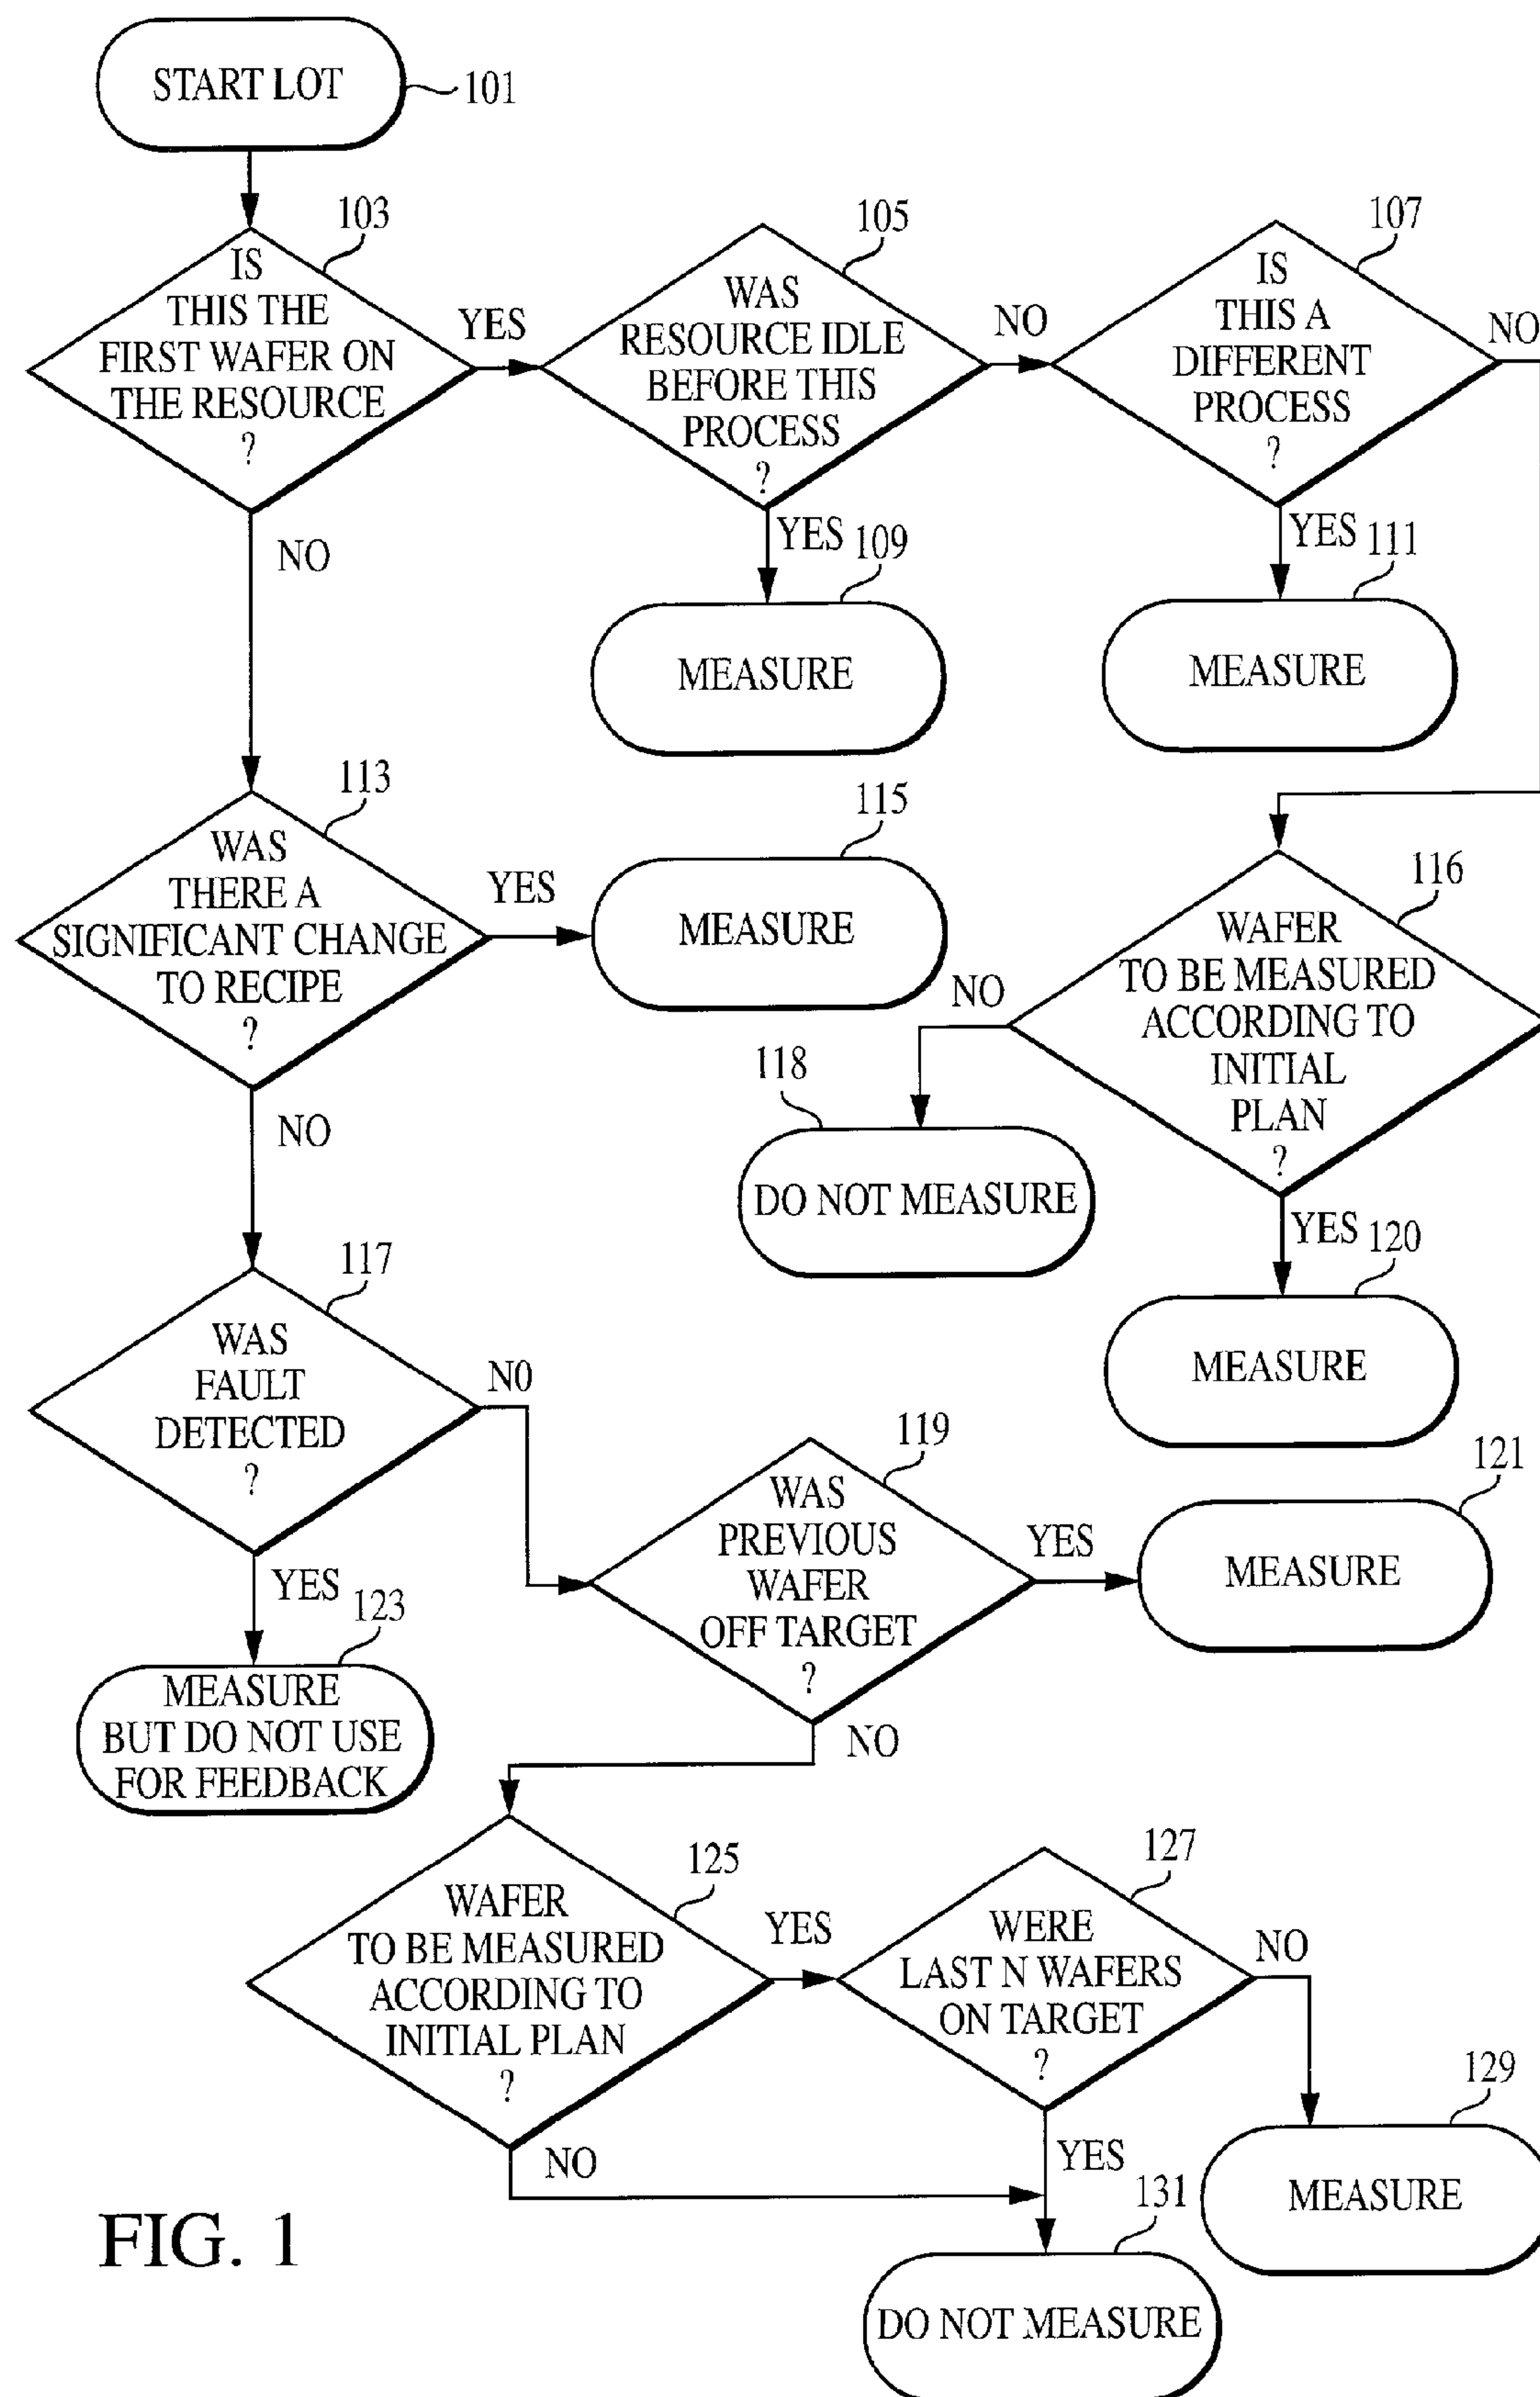 START LOT
101
103
IS
THIS THE
FIRST WAFER ON
THE RESOURCE
?
YES
NO
105
WAS
RESOURCE IDLE
BEFORE THIS
PROCESS
?
NO
YES
109
MEASURE
107
IS
THIS A
DIFFERENT
PROCESS
?
NO
YES
111
MEASURE
113
WAS
THERE A
SIGNIFICANT CHANGE
TO RECIPE
?
YES
NO
115
MEASURE
116
WAFER
TO BE MEASURED
ACCORDING TO
INITIAL
PLAN
?
NO
118
DO NOT MEASURE
YES
120
MEASURE
117
WAS
FAULT
DETECTED
?
N0
YES
123
MEASURE
BUT DO NOT USE
FOR FEEDBACK
119
WAS
PREVIOUS
WAFER
OFF TARGET
?
YES
121
MEASURE
NO
125
WAFER
TO BE MEASURED
ACCORDING TO
INITIAL PLAN
?
YES
NO
127
WERE
LAST N WAFERS
ON TARGET
?
NO
129
MEASURE
YES
131
DO NOT MEASURE
FIG. 1